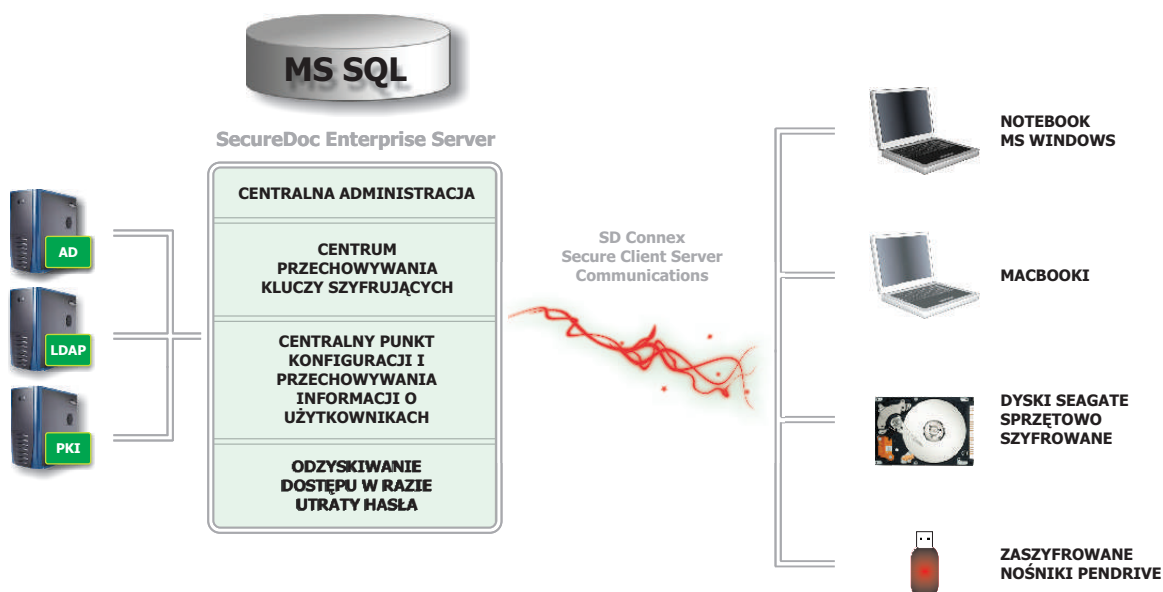 MS SQL
SecureDoc Enterprise Server
CENTRALNA ADMINISTRACJA
CENTRUM
PRZECHOWYWANIA
KLUCZY SZYFRUJĄCYCH
CENTRALNY PUNKT
KONFIGURACJI I
PRZECHOWYWANIA
INFORMACJI O
UŻYTKOWNIKACH
ODZYSKIWANIE
DOSTĘPU W RAZIE
UTRATY HASŁA
AD
LDAP
PKI
SD Connex
Secure Client Server
Communications
NOTEBOOK
MS WINDOWS
MACBOOKI
DYSKI SEAGATE
SPRZĘTOWO
SZYFROWANE
ZASZYFROWANE
NOŚNIKI PENDRIVE